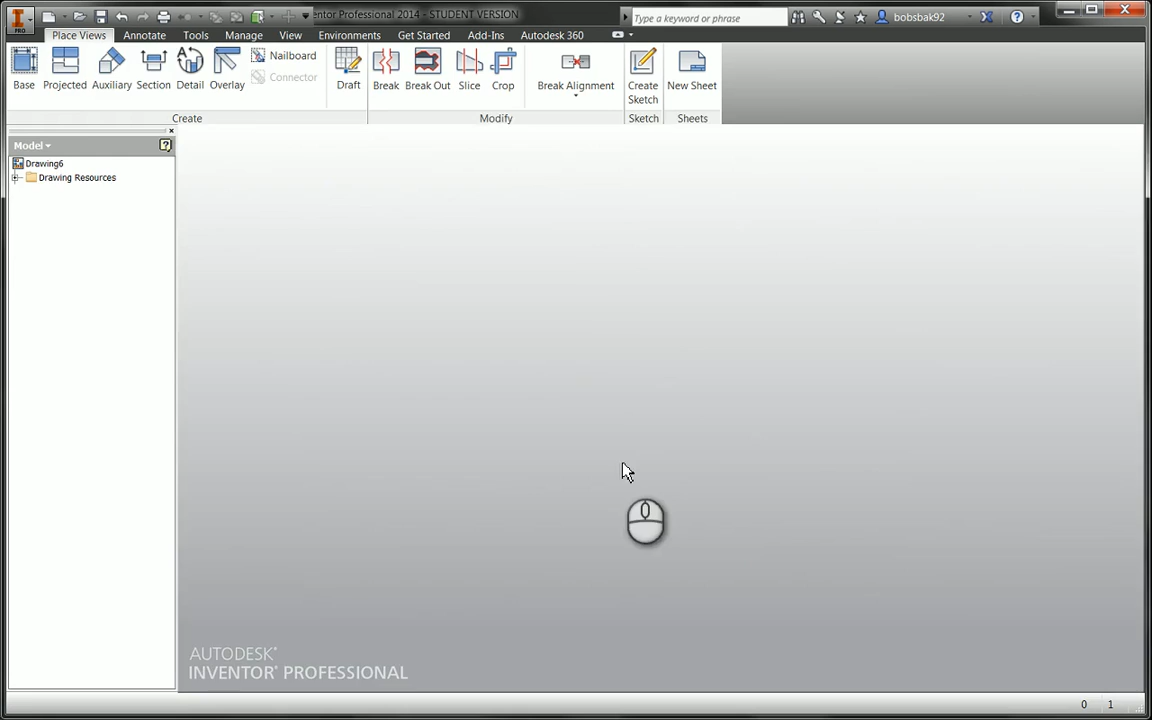 entor Professional 2014 - STUDENT VERSION
Type a keyword or phrase
bobsbak92
PRO
Place Views Annotate Tools Manage View Environments Get Started Add-Ins Autodesk 360
Base Projected Auxiliary Section Detail Overlay
Nailboard
Connector
Draft Break Break Out Slice Crop Break Alignment
Create Sketch
New Sheet
Create Modify Sketch Sheets
Model
Drawing6
Drawing Resources
AUTODESK®
INVENTOR® PROFESSIONAL
0 1